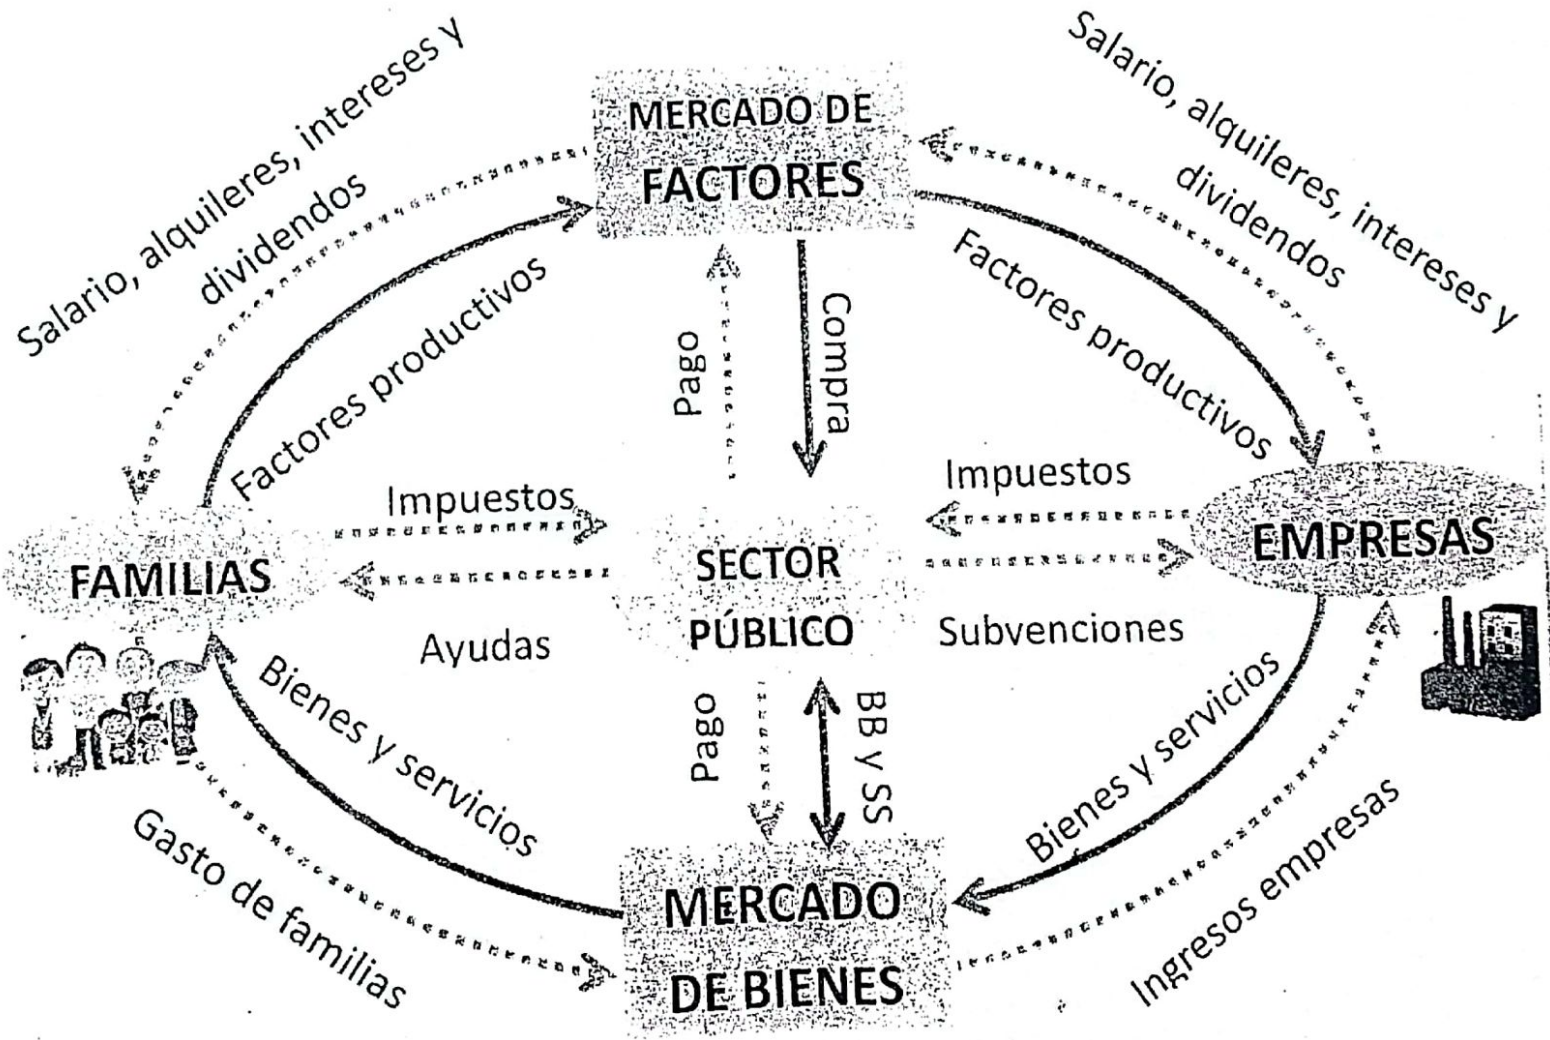 Salario, alquileres, intereses y
dividendos
Salario, alquileres, intereses y
dividendos
MERCADO DE
FACTORES
Factores productivos
Factores productivos
Pago
Compra
Impuestos
Impuestos
FAMILIAS
SECTOR
PÚBLICO
EMPRESAS
Ayudas
Subvenciones
Bienes y servicios
Pago
BB y SS
Bienes y servicios
Gasto de familias
MERCADO
DE BIENES
Ingresos empresas